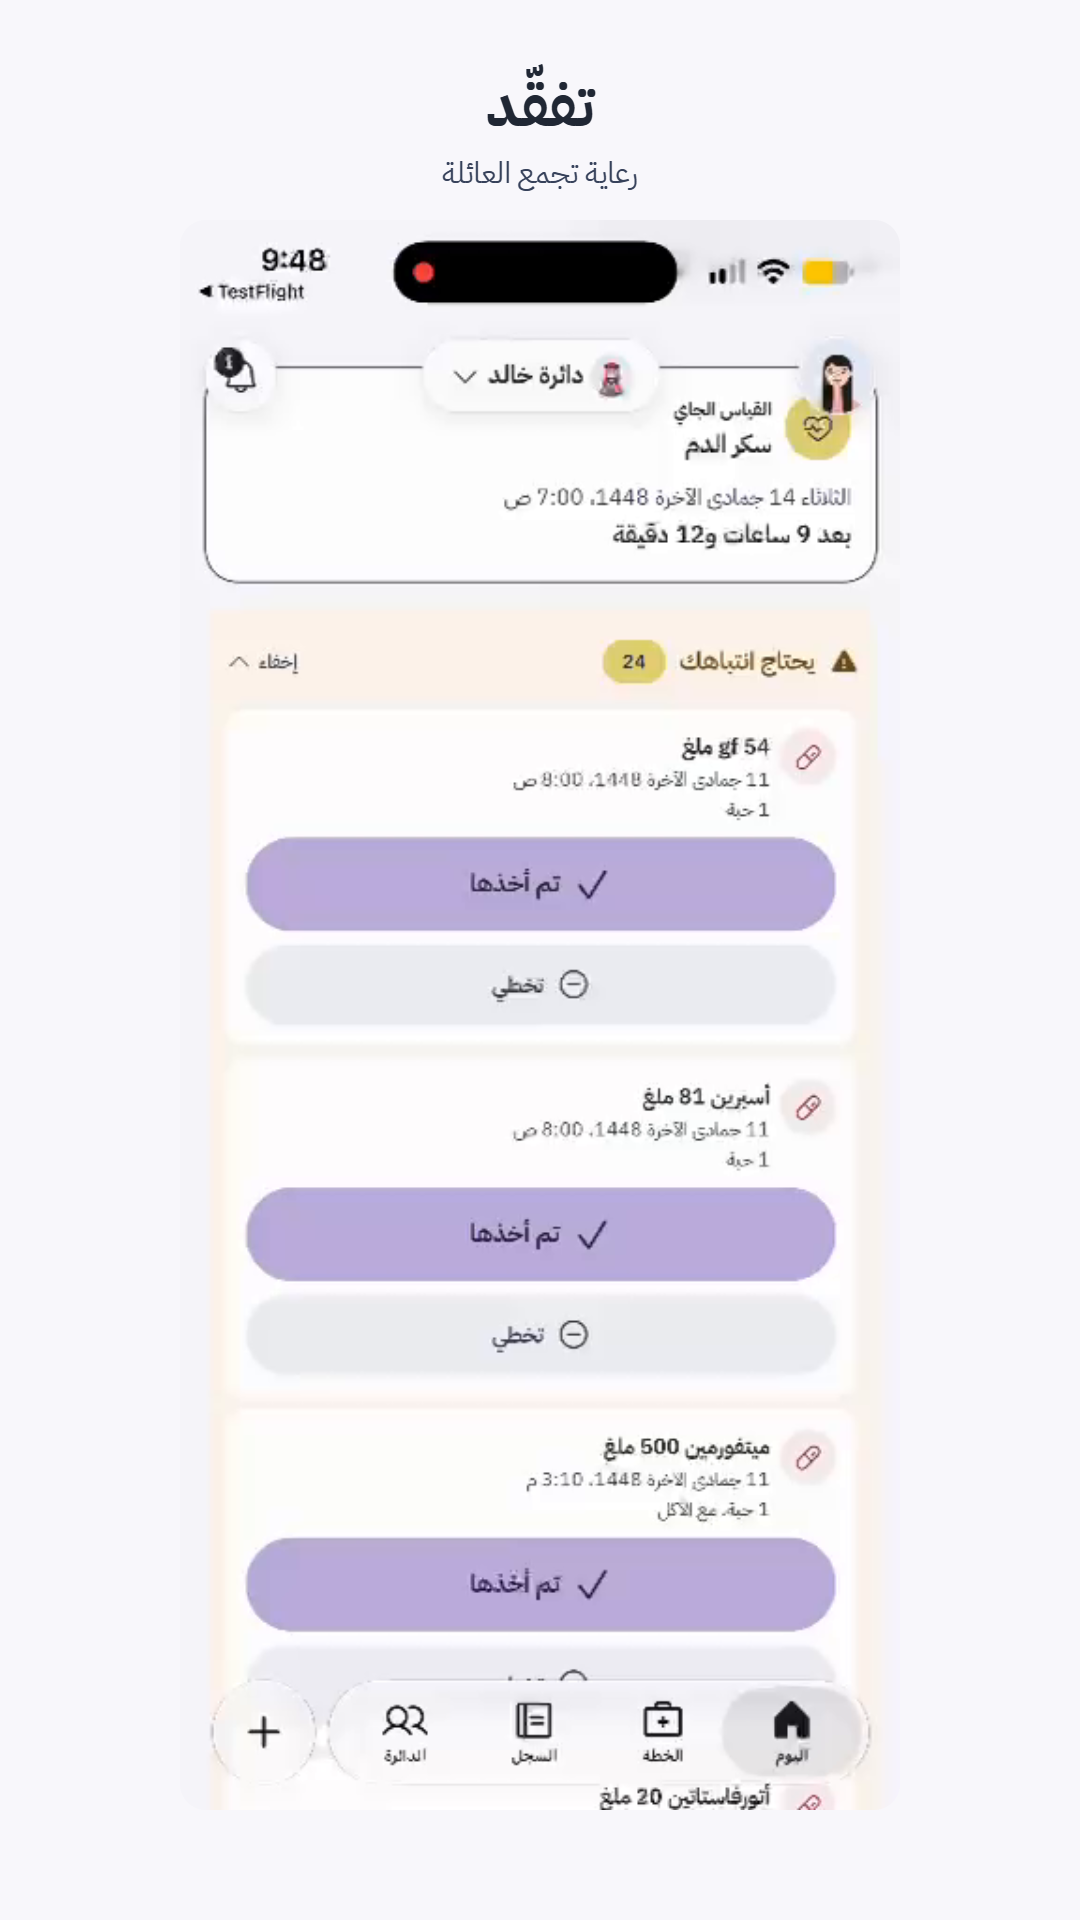 تفقّد
رعاية تجمع العائلة
9:48
TestFlight
1
دائرة خالد
القياس الجاي
سكر الدم
الثلاثاء 14 جمادى الآخرة 1448، 7:00 ص
بعد 9 ساعات و12 دقيقة
يحتاج انتباهك 24 إخفاء
gf 54 ملغ
11 جمادى الآخرة 1448، 8:00 ص
1 حبة
تم أخذها
تخطي
أسبرين 81 ملغ
11 جمادى الآخرة 1448، 8:00 ص
1 حبة
تم أخذها
تخطي
ميتفورمين 500 ملغ
11 جمادى الآخرة 1448، 3:10 م
1 حبة، مع الأكل
تم أخذها
اليوم الخطة السجل الدائرة
أتورفاستاتين 20 ملغ